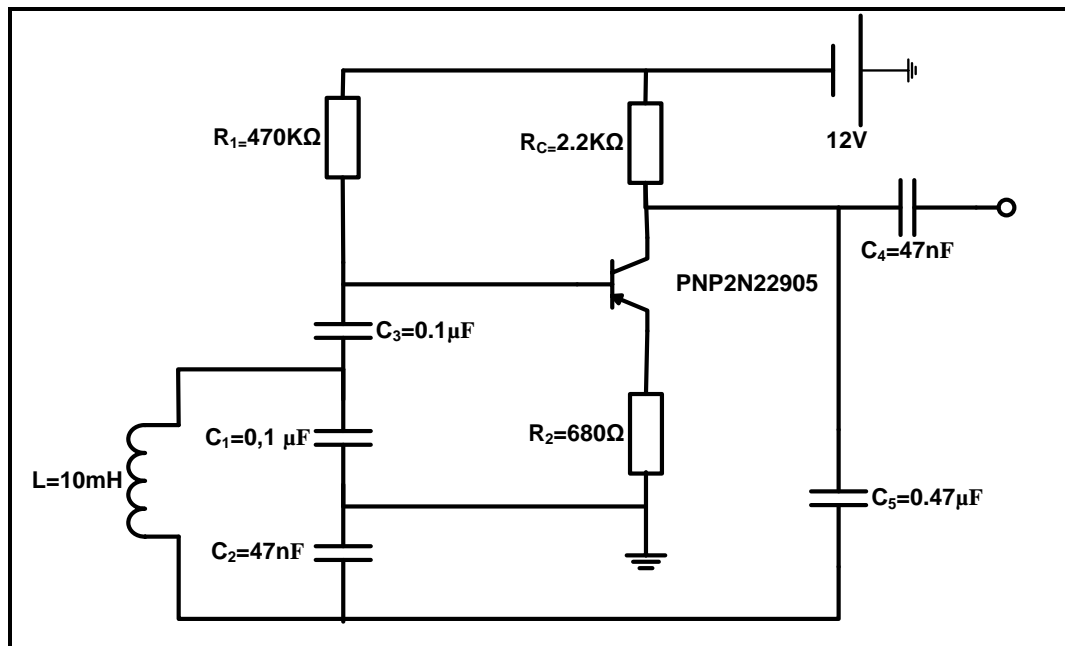 R₁=470KΩ
R_C=2.2KΩ
12V
C₄=47nF
PNP2N22905
C₃=0.1µF
C₁=0,1 µF
R₂=680Ω
L=10mH
C₅=0.47µF
C₂=47nF